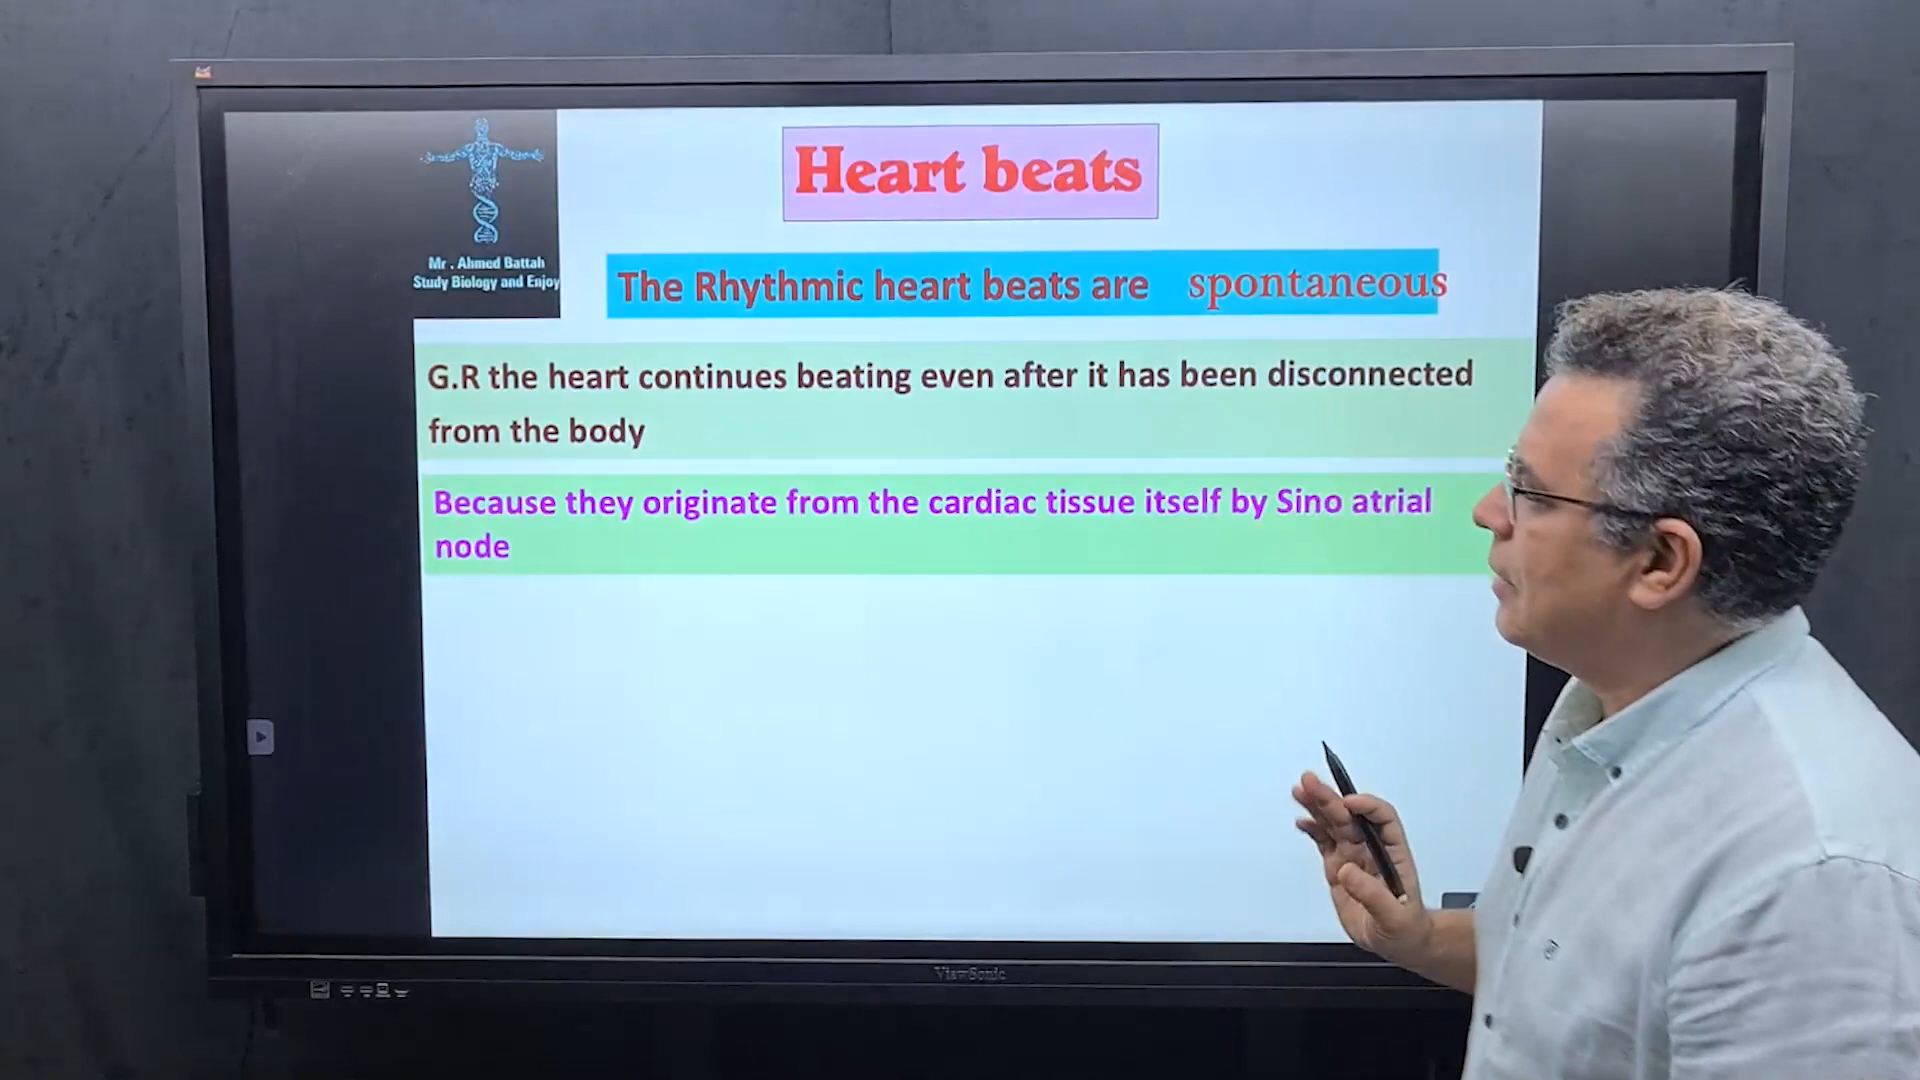 Heart beats
Mr . Ahmed Battah
Study Biology and Enjoy
The Rhythmic heart beats are spontaneous
G.R the heart continues beating even after it has been disconnected
from the body
Because they originate from the cardiac tissue itself by Sino atrial
node
ViewSonic